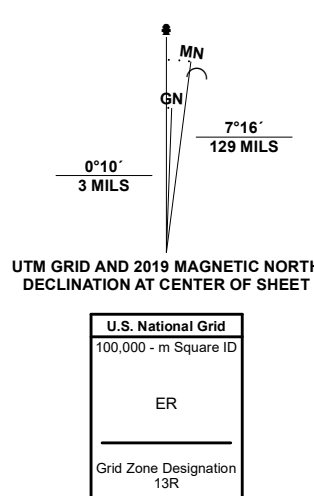 MN
GN
7°16´
129 MILS
0°10´
3 MILS
UTM GRID AND 2019 MAGNETIC NORTH
DECLINATION AT CENTER OF SHEET
U.S. National Grid
100,000 - m Square ID
ER
Grid Zone Designation
13R